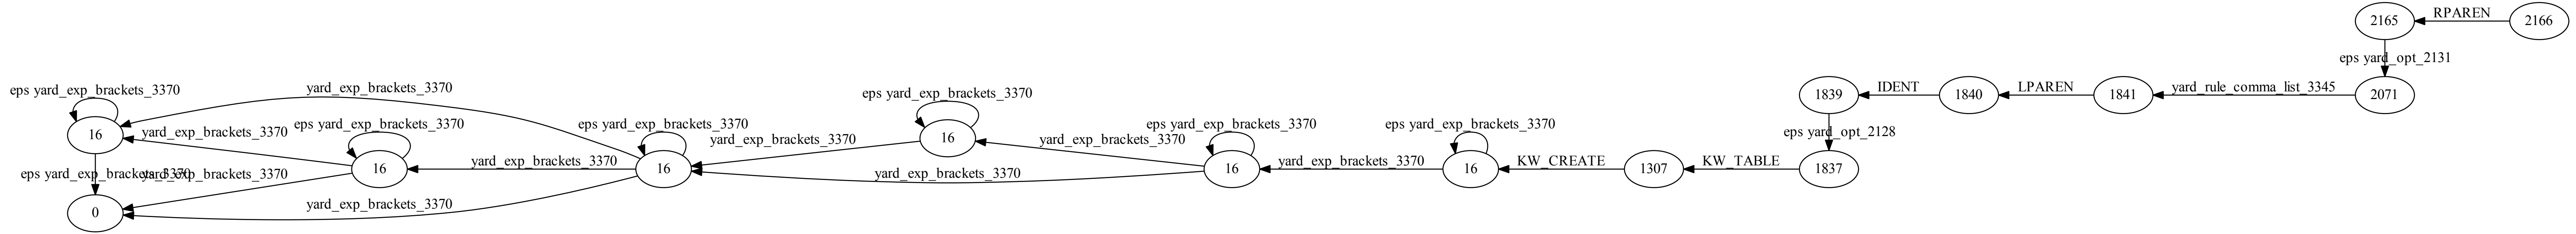 2165
RPAREN
2166
eps yard_opt_2131
eps yard_exp_brackets_3370
yard_exp_brackets_3370
eps yard_exp_brackets_3370
1839
IDENT
1840
LPAREN
1841
yard_rule_comma_list_3345
2071
16
yard_exp_brackets_3370
eps yard_exp_brackets_3370
eps yard_exp_brackets_3370
16
yard_exp_brackets_3370
yard_exp_brackets_3370
eps yard_exp_brackets_3370
eps yard_exp_brackets_3370
eps yard_opt_2128
eps yard_exp_brackets_3370
yard_exp_brackets_3370
16
yard_exp_brackets_3370
16
yard_exp_brackets_3370
16
yard_exp_brackets_3370
16
KW_CREATE
1307
KW_TABLE
1837
yard_exp_brackets_3370
0